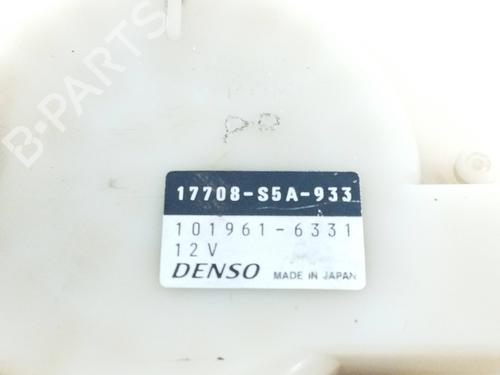 B-PARTS
17708-S5A-933
101961-6331
12V
DENSO MADE IN JAPAN